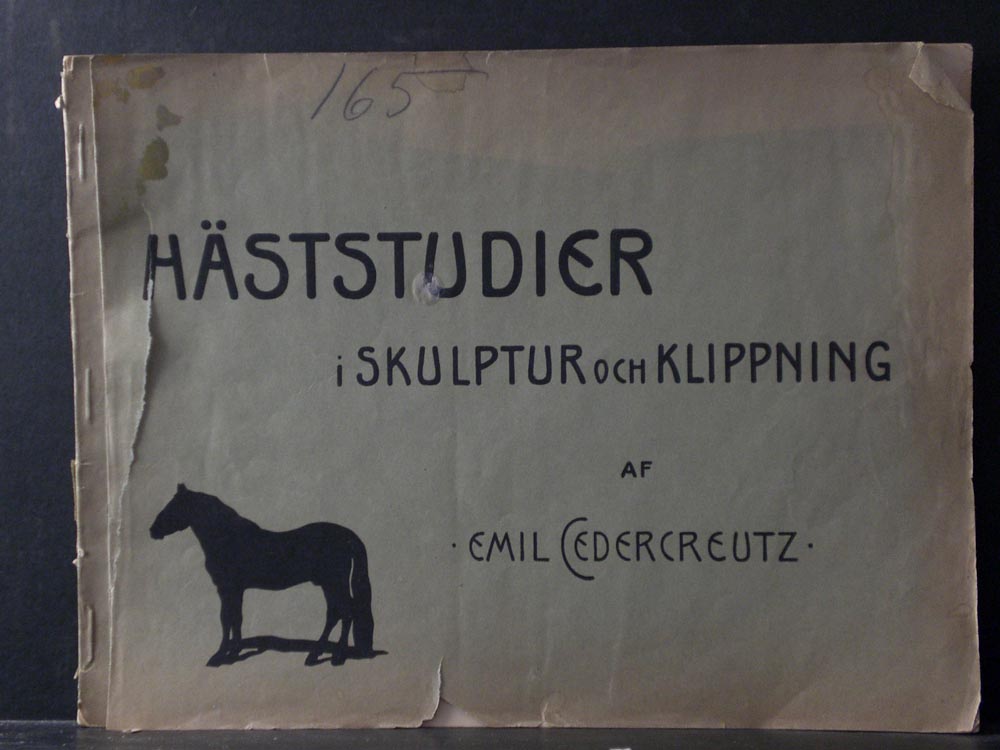 165
HÄSTSTUDIER
i SKULPTUR OCH KLIPPNING
AF
· EMIL CEDERCREUTZ ·